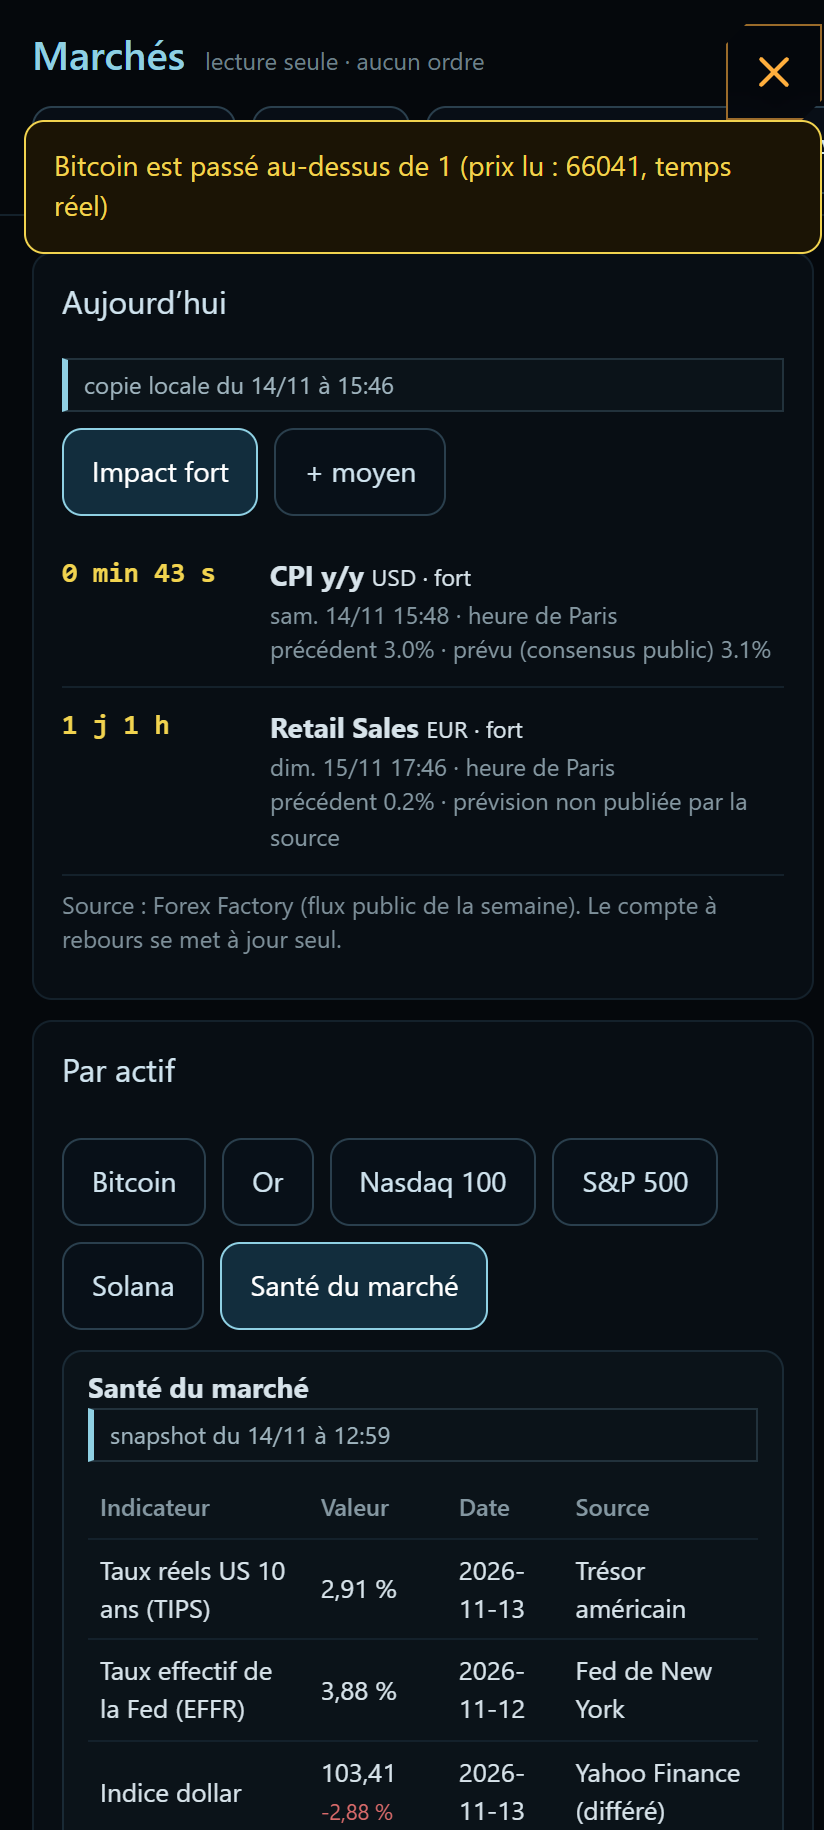 Marchés lecture seule · aucun ordre
Bitcoin est passé au-dessus de 1 (prix lu : 66041, temps
réel)
Aujourd’hui
copie locale du 14/11 à 15:46
Impact fort + moyen
0 min 43 s CPI y/y USD · fort
sam. 14/11 15:48 · heure de Paris
précédent 3.0% · prévu (consensus public) 3.1%
1 j 1 h Retail Sales EUR · fort
dim. 15/11 17:46 · heure de Paris
précédent 0.2% · prévision non publiée par la
source
Source : Forex Factory (flux public de la semaine). Le compte à
rebours se met à jour seul.
Par actif
Bitcoin Or Nasdaq 100 S&P 500
Solana Santé du marché
Santé du marché
snapshot du 14/11 à 12:59
Indicateur Valeur Date Source
Taux réels US 10
ans (TIPS)
2,91 %
2026-
11-13
Trésor
américain
Taux effectif de
la Fed (EFFR)
3,88 %
2026-
11-12
Fed de New
York
Indice dollar
103,41
-2,88 %
2026-
11-13
Yahoo Finance
(différé)